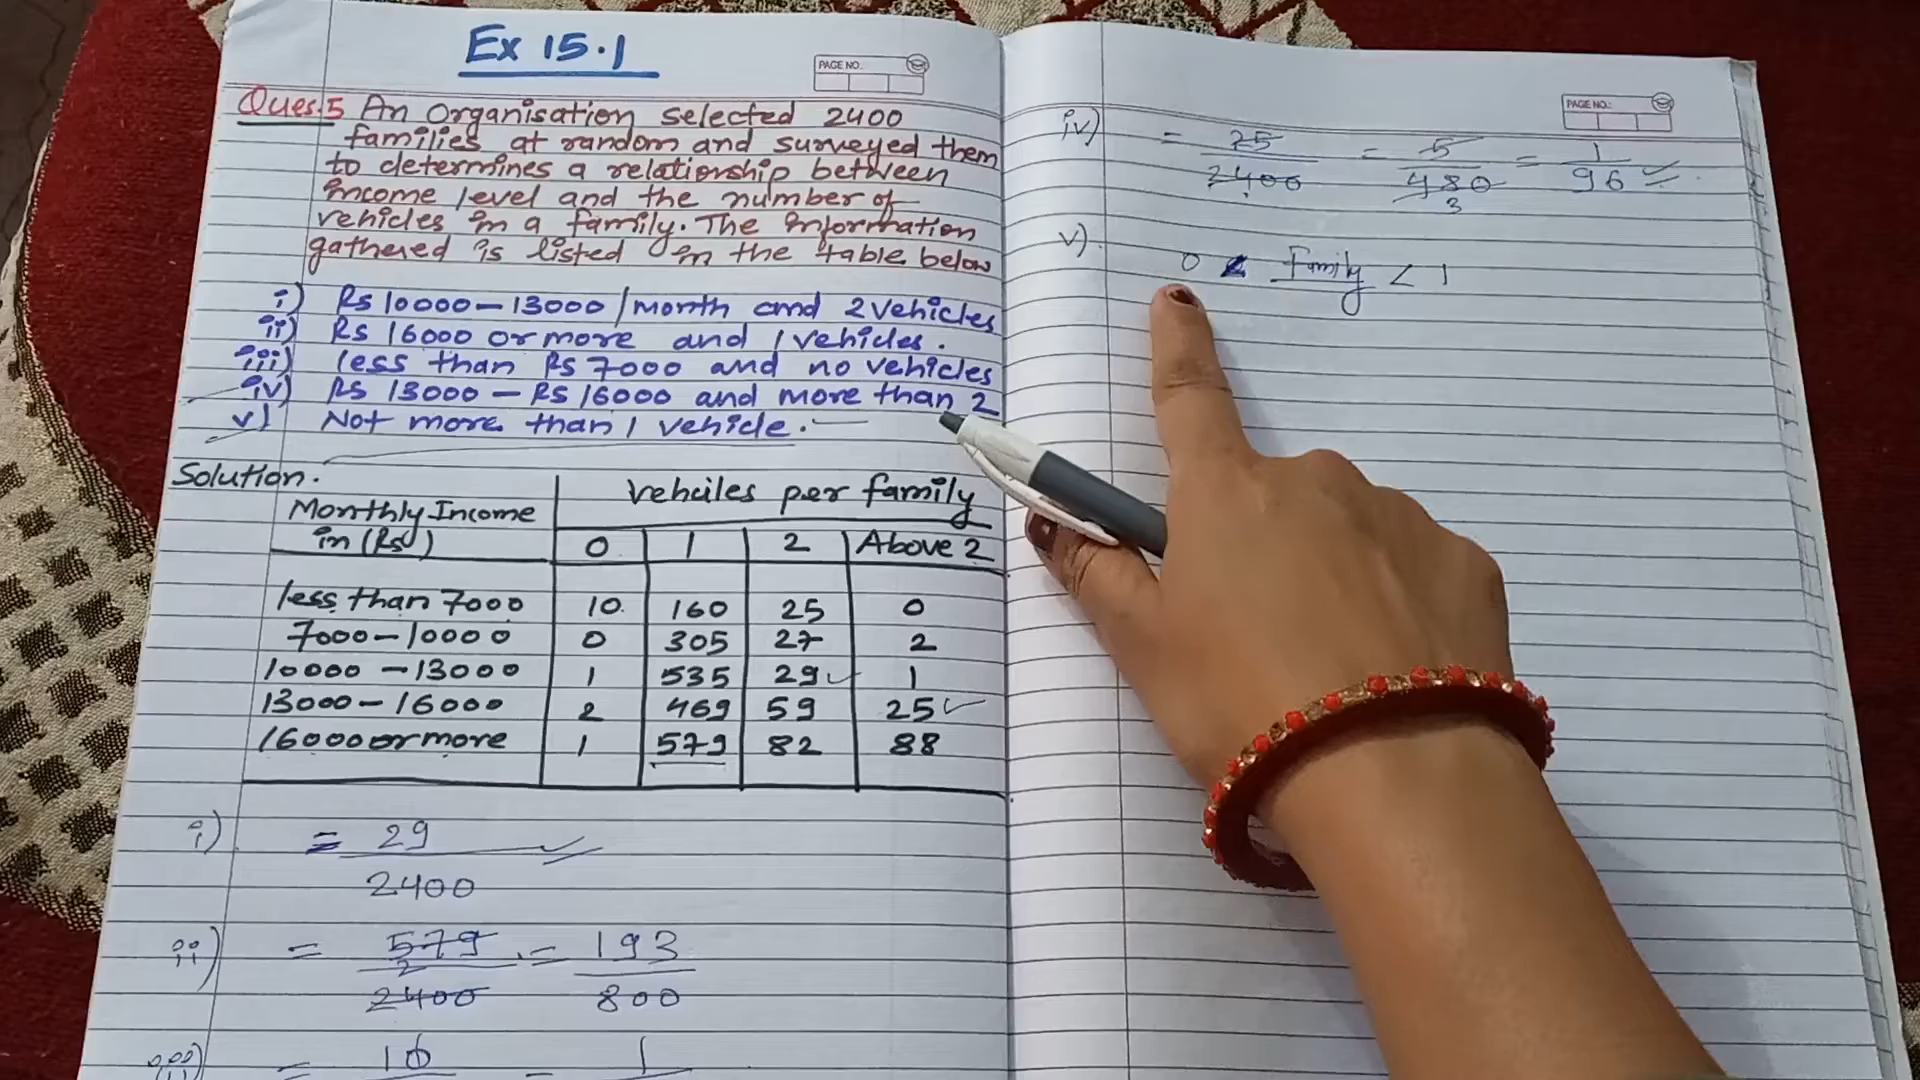 Ex 15.1
PAGE NO.
Ques.5 An Organisation selected 2400
families at random and surveyed them
to determines a relationship between
income level and the number of
vehicles in a family. The information
gathered is listed in the table below
i) Rs 10000-13000/month and 2 vehicles
ii) Rs 16000 or more and 1 vehicles.
iii) less than Rs 7000 and no vehicles
iv) Rs 13000 - Rs 16000 and more than 2
v) Not more than 1 vehicle.
Solution.
Monthly Income in (Rs) vehciles per family
0 1 2 Above 2
less than 7000 10 160 25 0
7000-10000 0 305 27 2
10000-13000 1 535 29 1
13000-16000 2 469 59 25
16000 or more 1 579 82 88
i) = 29
2400
ii) = 579 = 193
2400 800
iii) = 10 = 1
PAGE NO.:
iv) = 25 = 5 = 1
2400 480 96
3
v).
0 < Family < 1